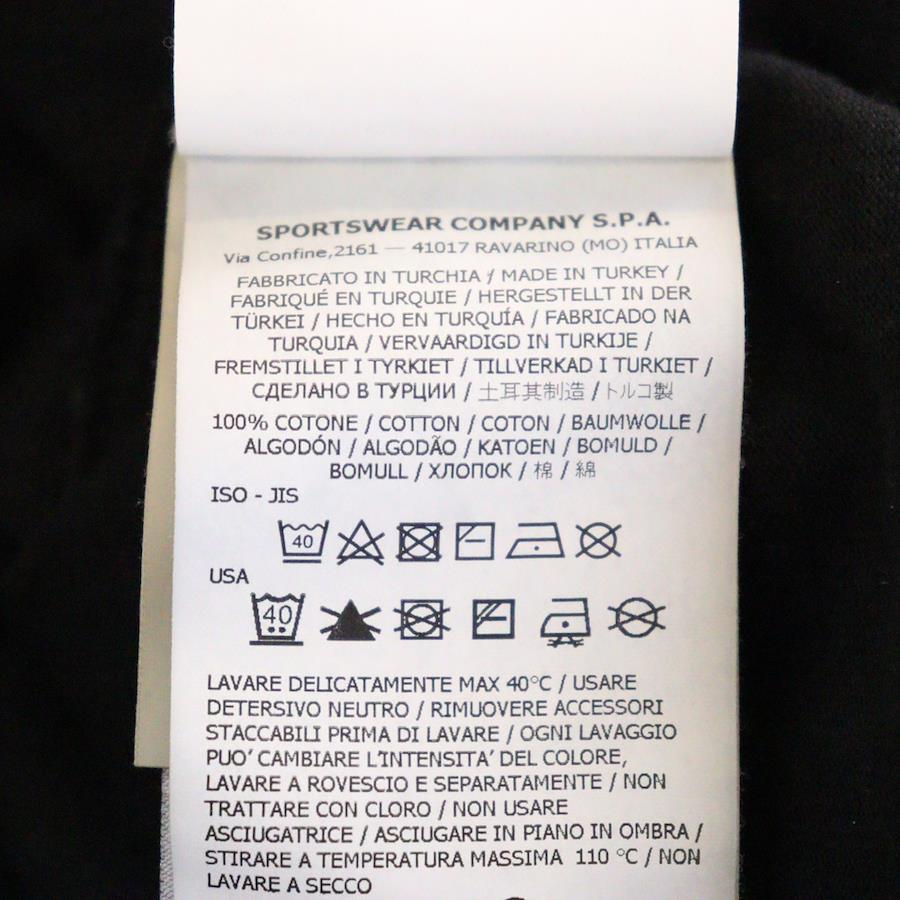 SPORTSWEAR COMPANY S.P.A.
Via Confine,2161 — 41017 RAVARINO (MO) ITALIA
FABBRICATO IN TURCHIA / MADE IN TURKEY /
FABRIQUÉ EN TURQUIE / HERGESTELLT IN DER
TÜRKEI / HECHO EN TURQUÍA / FABRICADO NA
TURQUIA / VERVAARDIGD IN TURKIJE /
FREMSTILLET I TYRKIET / TILLVERKAD I TURKIET /
СДЕЛАНО В ТУРЦИИ / 土耳其制造 / トルコ製
100% COTONE / COTTON / COTON / BAUMWOLLE /
ALGODÓN / ALGODÃO / KATOEN / BOMULD /
BOMULL / ХЛОПОК / 棉 / 綿
ISO - JIS
40
USA
40
LAVARE DELICATAMENTE MAX 40°C / USARE
DETERSIVO NEUTRO / RIMUOVERE ACCESSORI
STACCABILI PRIMA DI LAVARE / OGNI LAVAGGIO
PUO' CAMBIARE L'INTENSITA' DEL COLORE,
LAVARE A ROVESCIO E SEPARATAMENTE / NON
TRATTARE CON CLORO / NON USARE
ASCIUGATRICE / ASCIUGARE IN PIANO IN OMBRA /
STIRARE A TEMPERATURA MASSIMA 110 °C / NON
LAVARE A SECCO